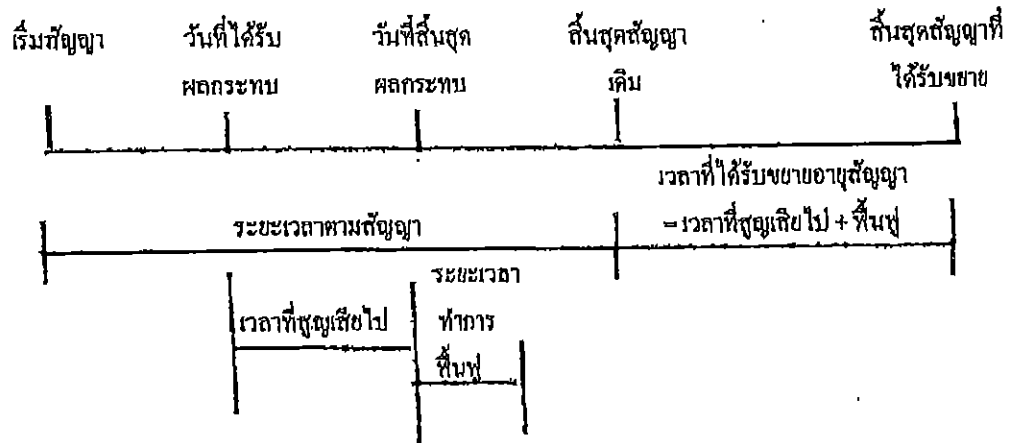 เริ่มสัญญา วันที่ได้รับ วันที่สิ้นสุด สิ้นสุดสัญญา สิ้นสุดสัญญาที่
ผลกระทบ ผลกระทบ เดิม ได้รับขยาย
เวลาที่ได้รับขยายอายุสัญญา
ระยะเวลาตามสัญญา =เวลาที่สูญเสียไป + ฟื้นฟู
ระยะเวลา
เวลาที่สูญเสียไป ทำการ
ฟื้นฟู